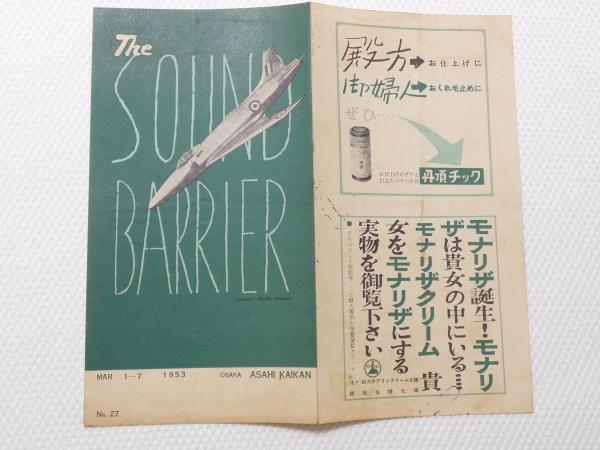 The
SOUND
BARRIER
MAR 1—7 1953 OSAKA ASAHI KAIKAN
No. 27
殿方➡お仕上げに
御婦人➡おくれ毛止めに
ぜひ····
丹頂チック
モナリザ誕生！モナリ
ザは貴女の中にいる····
モナリザクリーム 貴
女をモナリザにする
実物を御覧下さい